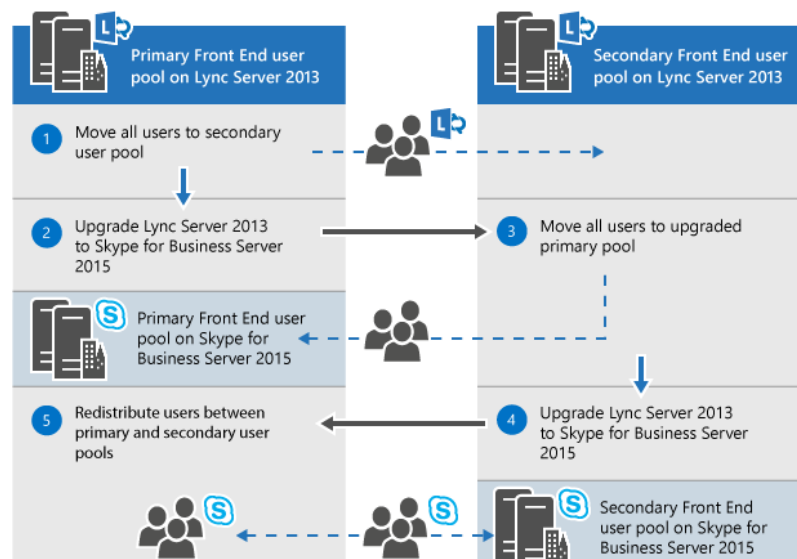 Primary Front End user
pool on Lync Server 2013
Secondary Front End user
pool on Lync Server 2013
1
Move all users to secondary
user pool
2
Upgrade Lync Server 2013
to Skype for Business Server
2015
3
Move all users to upgraded
primary pool
Primary Front End user
pool on Skype for
Business Server 2015
5
Redistribute users between
primary and secondary user
pools
4
Upgrade Lync Server 2013
to Skype for Business Server
2015
Secondary Front End
user pool on Skype for
Business Server 2015